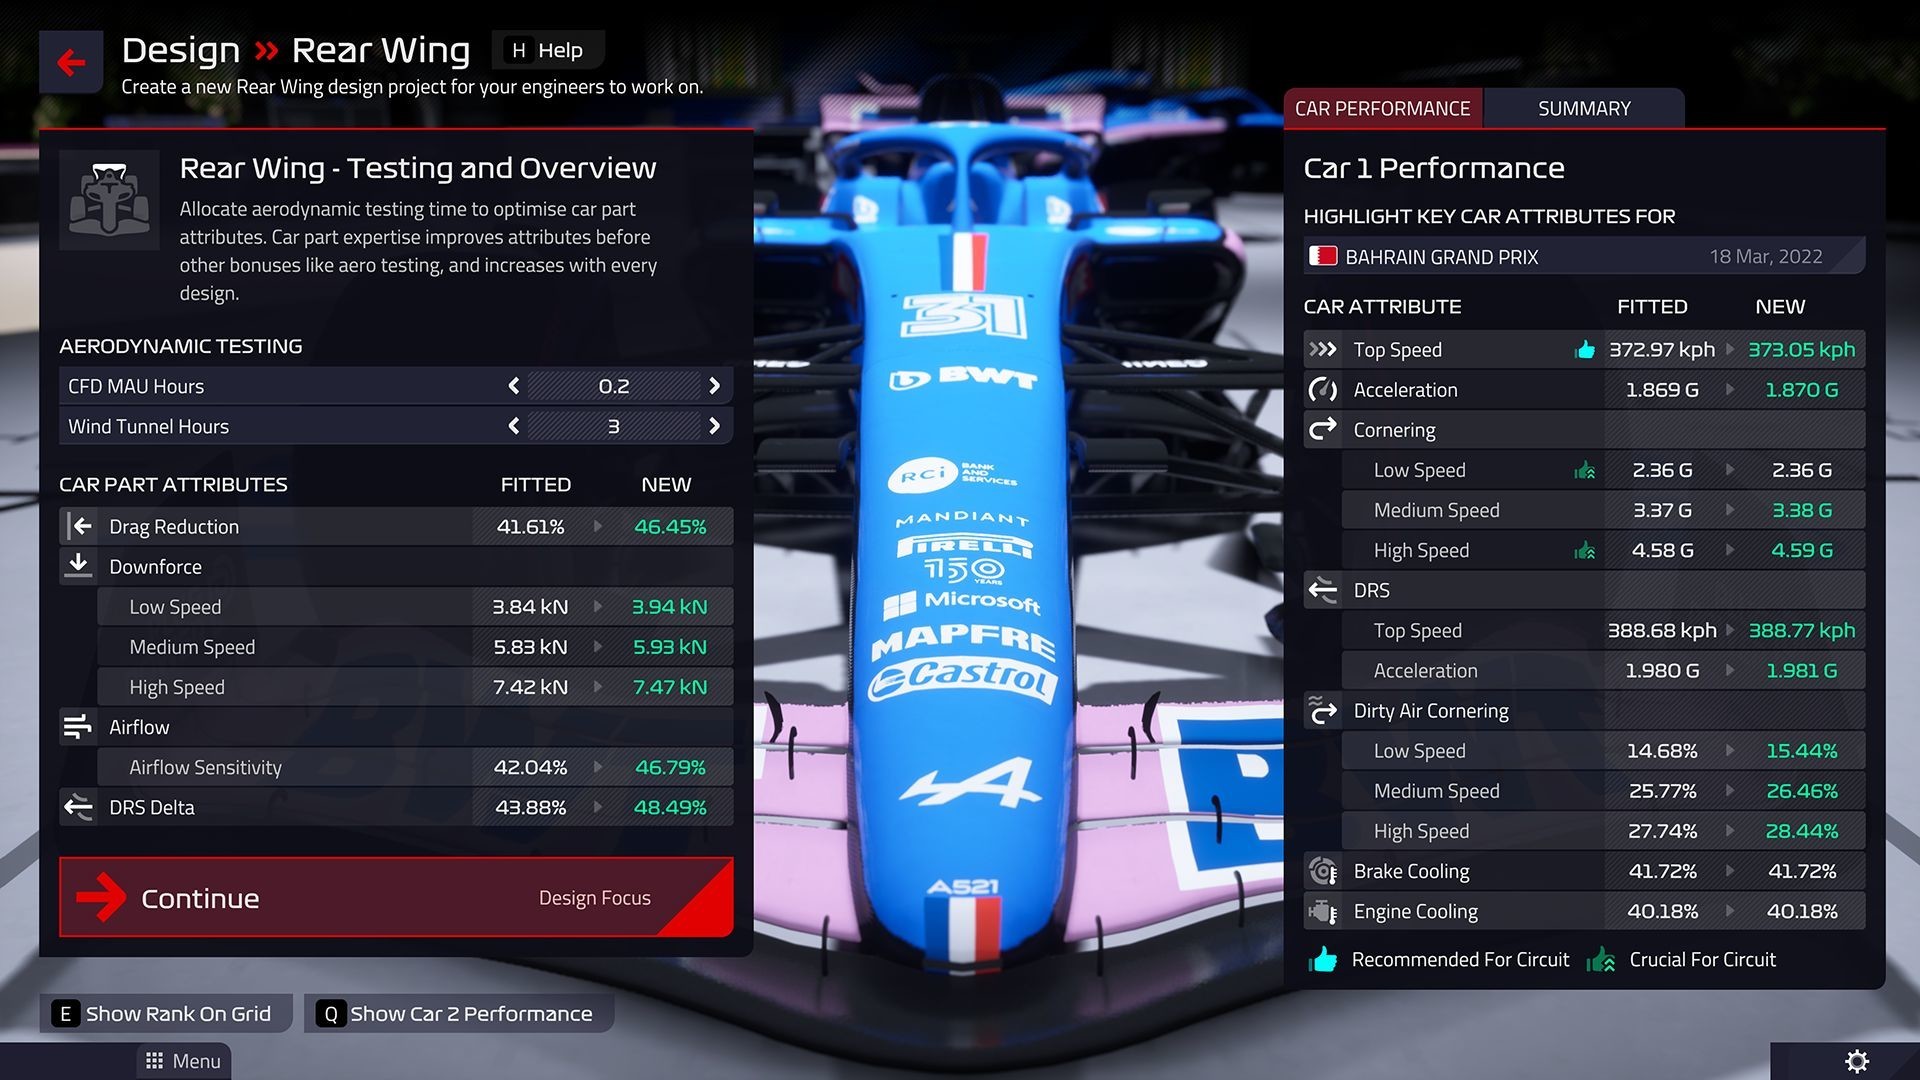 Design » Rear Wing
H Help
Create a new Rear Wing design project for your engineers to work on.
Rear Wing - Testing and Overview
Allocate aerodynamic testing time to optimise car part
attributes. Car part expertise improves attributes before
other bonuses like aero testing, and increases with every
design.
AERODYNAMIC TESTING
CFD MAU Hours 0.2
Wind Tunnel Hours 3
CAR PART ATTRIBUTES FITTED NEW
Drag Reduction 41.61% 46.45%
Downforce
Low Speed 3.84 kN 3.94 kN
Medium Speed 5.83 kN 5.93 kN
High Speed 7.42 kN 7.47 kN
Airflow
Airflow Sensitivity 42.04% 46.79%
DRS Delta 43.88% 48.49%
Continue Design Focus
E Show Rank On Grid
Q Show Car 2 Performance
Menu
31
BWT
RCi BANK
AND
SERVICES
MANDIANT
PIRELLI
150
YEARS
Microsoft
MAPFRE
Castrol
A521
CAR PERFORMANCE
SUMMARY
Car 1 Performance
HIGHLIGHT KEY CAR ATTRIBUTES FOR
BAHRAIN GRAND PRIX 18 Mar, 2022
CAR ATTRIBUTE FITTED NEW
Top Speed 372.97 kph 373.05 kph
Acceleration 1.869 G 1.870 G
Cornering
Low Speed 2.36 G 2.36 G
Medium Speed 3.37 G 3.38 G
High Speed 4.58 G 4.59 G
DRS
Top Speed 388.68 kph 388.77 kph
Acceleration 1.980 G 1.981 G
Dirty Air Cornering
Low Speed 14.68% 15.44%
Medium Speed 25.77% 26.46%
High Speed 27.74% 28.44%
Brake Cooling 41.72% 41.72%
Engine Cooling 40.18% 40.18%
Recommended For Circuit
Crucial For Circuit